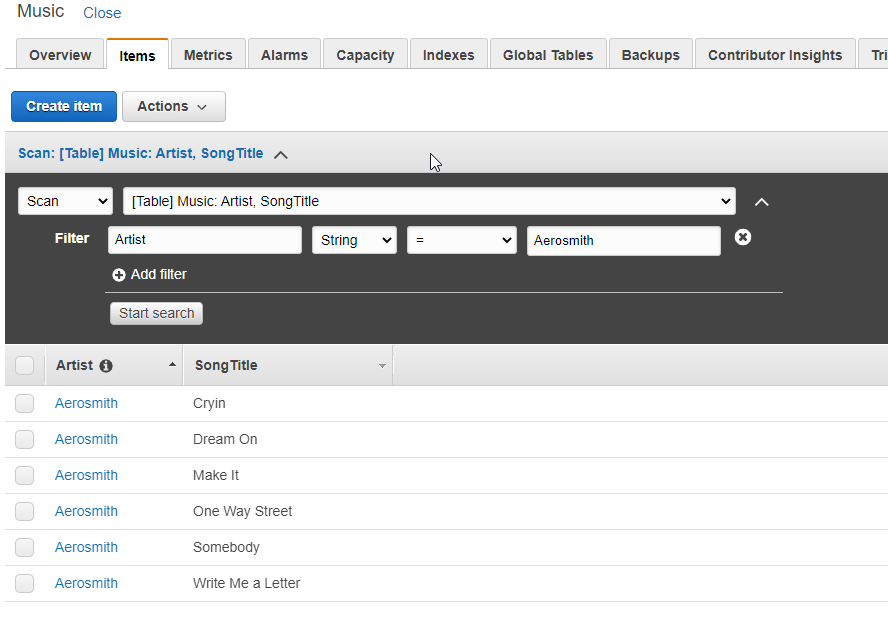 Music Close
Overview Items Metrics Alarms Capacity Indexes Global Tables Backups Contributor Insights Tri
Create item Actions
Scan: [Table] Music: Artist, SongTitle
Scan [Table] Music: Artist, SongTitle
Filter Artist String = Aerosmith
Add filter
Start search
Artist SongTitle
Aerosmith Cryin
Aerosmith Dream On
Aerosmith Make It
Aerosmith One Way Street
Aerosmith Somebody
Aerosmith Write Me a Letter